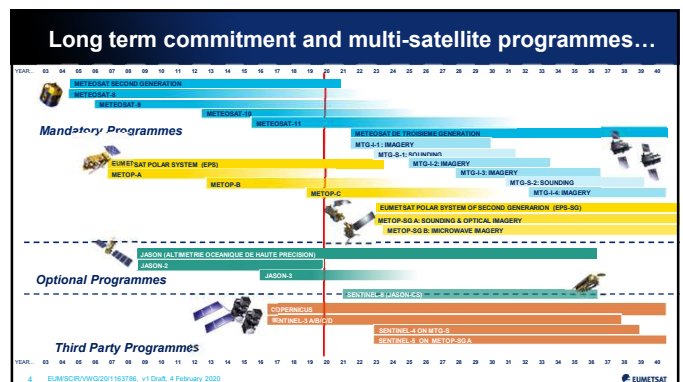 Long term commitment and multi-satellite programmes…
YEAR... 03 04 05 06 07 08 09 10 11 12 13 14 15 16 17 18 19 20 21 22 23 24 25 26 27 28 29 30 31 32 33 34 35 36 37 38 39 40
METEOSAT SECOND GENERATION
METEOSAT-8
METEOSAT-9
METEOSAT-10
METEOSAT-11
Mandatory Programmes
METEOSAT DE TROISIEME GENERATION
MTG-I-1 : IMAGERY
MTG-S-1: SOUNDING
EUMETSAT POLAR SYSTEM (EPS)
MTG-I-2: IMAGERY
METOP-A
MTG-I-3: IMAGERY
METOP-B
MTG-S-2: SOUNDING
METOP-C
MTG-I-4: IMAGERY
EUMETSAT POLAR SYSTEM OF SECOND GENERARION (EPS-SG)
METOP-SG A: SOUNDING & OPTICAL IMAGERY
METOP-SG B: IMICROWAVE IMAGERY
JASON (ALTIMETRIE OCEANIQUE DE HAUTE PRECISION)
JASON-2
JASON-3
Optional Programmes
SENTINEL-6 (JASON-CS)
COPERNICUS
SENTINEL-3 A/B/C/D
SENTINEL-4 ON MTG-S
SENTINEL-5 ON METOP-SG A
Third Party Programmes
YEAR... 03 04 05 06 07 08 09 10 11 12 13 14 15 16 17 18 19 20 21 22 23 24 25 26 27 28 29 30 31 32 33 34 35 36 37 38 39 40
4 EUM/SCIR/VWG/20/1163786, v1 Draft, 4 February 2020
EUMETSAT